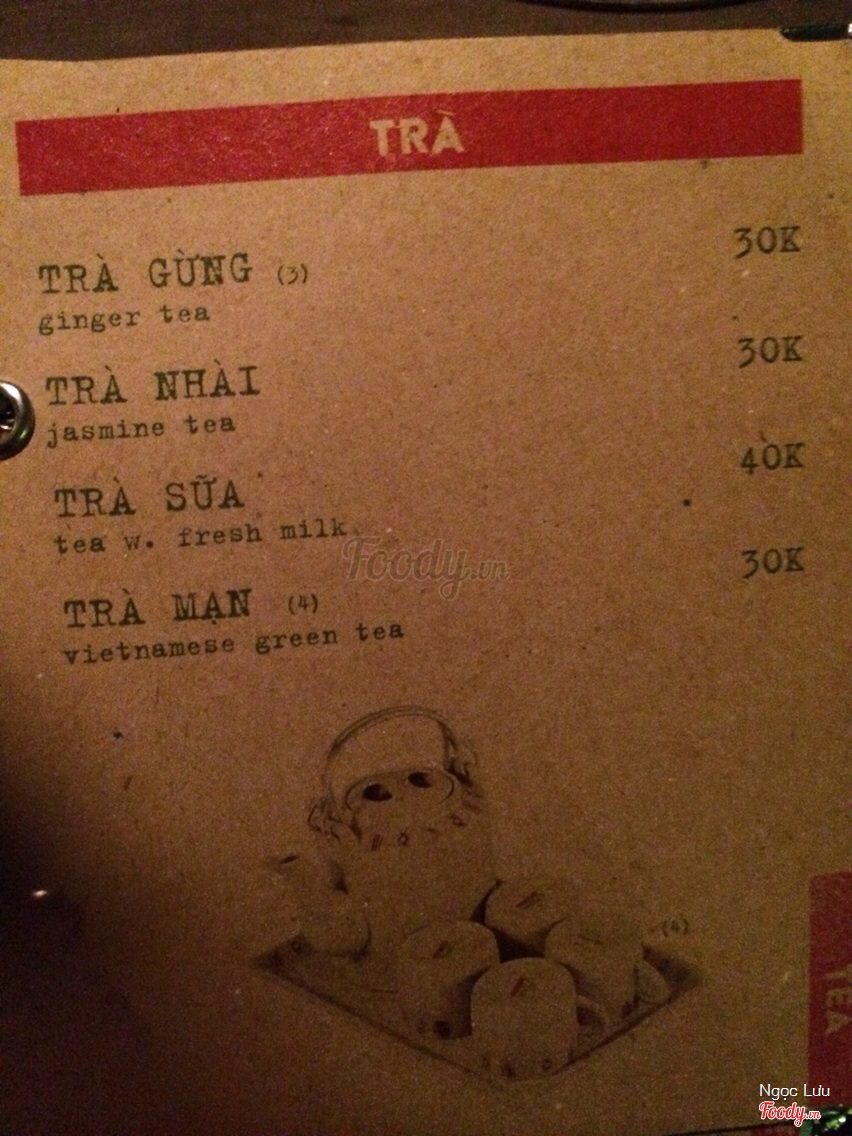 TRÀ
30K
TRÀ GỪNG (3)
ginger tea
30K
TRÀ NHÀI
jasmine tea
40K
TRÀ SỮA
tea w. fresh milk
Foody.vn
30K
TRÀ MẠN (4)
vietnamese green tea
(4)
TEA
Ngọc Lưu
Foody.vn